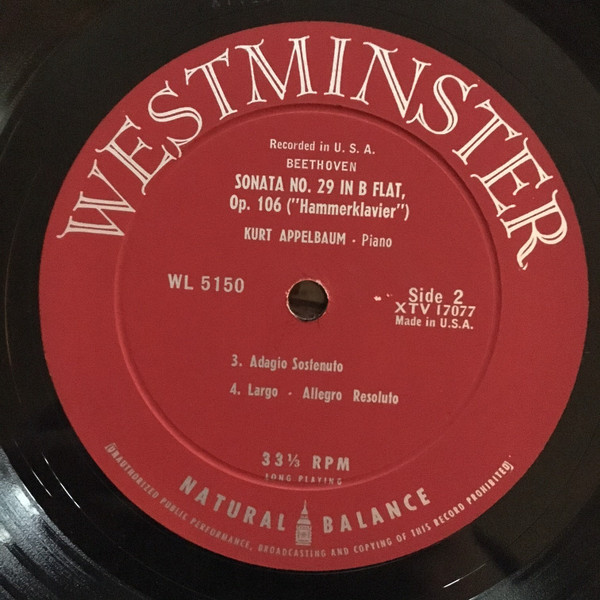 WESTMINSTER
Recorded in U. S. A.
BEETHOVEN
SONATA NO. 29 IN B FLAT,
Op. 106 ("Hammerklavier")
KURT APPELBAUM · Piano
WL 5150
Side 2
XTV 17077
Made in U.S.A.
3. Adagio Sostenuto
4. Largo - Allegro Resoluto
33⅓ RPM
LONG PLAYING
NATURAL BALANCE
(UNAUTHORIZED PUBLIC PERFORMANCE, BROADCASTING AND COPYING OF THIS RECORD PROHIBITED)